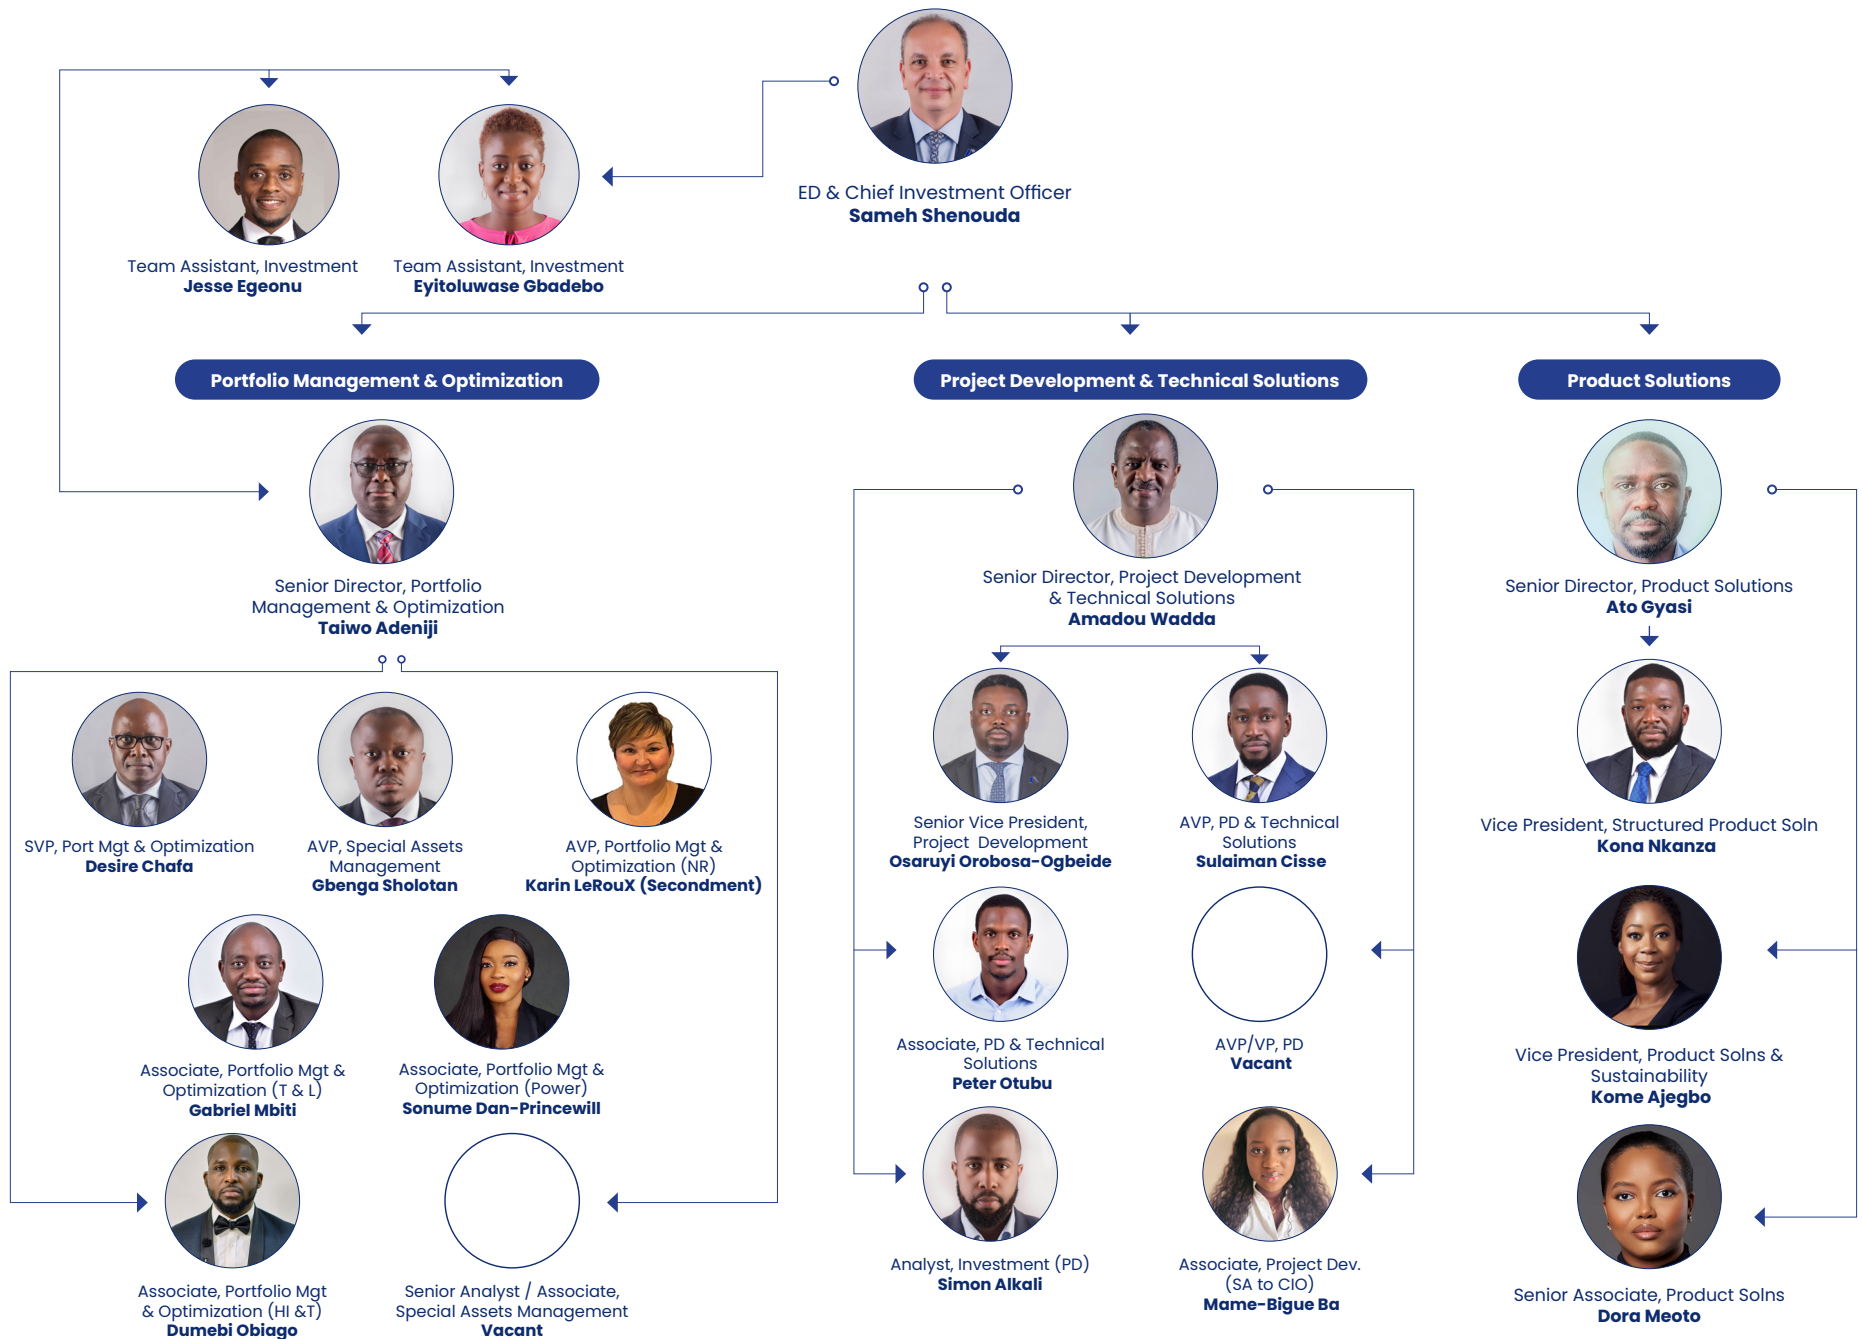 ED & Chief Investment Officer
Sameh Shenouda
Team Assistant, Investment
Jesse Egeonu
Team Assistant, Investment
Eyitoluwase Gbadebo
Portfolio Management & Optimization
Project Development & Technical Solutions
Product Solutions
Senior Director, Portfolio
Management & Optimization
Taiwo Adeniji
Senior Director, Project Development
& Technical Solutions
Amadou Wadda
Senior Director, Product Solutions
Ato Gyasi
SVP, Port Mgt & Optimization
Desire Chafa
AVP, Special Assets
Management
Gbenga Sholotan
AVP, Portfolio Mgt &
Optimization (NR)
Karin LeRouX (Secondment)
Senior Vice President,
Project Development
Osaruyi Orobosa-Ogbeide
AVP, PD & Technical
Solutions
Sulaiman Cisse
Vice President, Structured Product Soln
Kona Nkanza
Associate, Portfolio Mgt &
Optimization (T & L)
Gabriel Mbiti
Associate, Portfolio Mgt &
Optimization (Power)
Sonume Dan-Princewill
Associate, PD & Technical
Solutions
Peter Otubu
AVP/VP, PD
Vacant
Vice President, Product Solns &
Sustainability
Kome Ajegbo
Associate, Portfolio Mgt
& Optimization (HI &T)
Dumebi Obiago
Senior Analyst / Associate,
Special Assets Management
Vacant
Analyst, Investment (PD)
Simon Alkali
Associate, Project Dev.
(SA to CIO)
Mame-Bigue Ba
Senior Associate, Product Solns
Dora Meoto